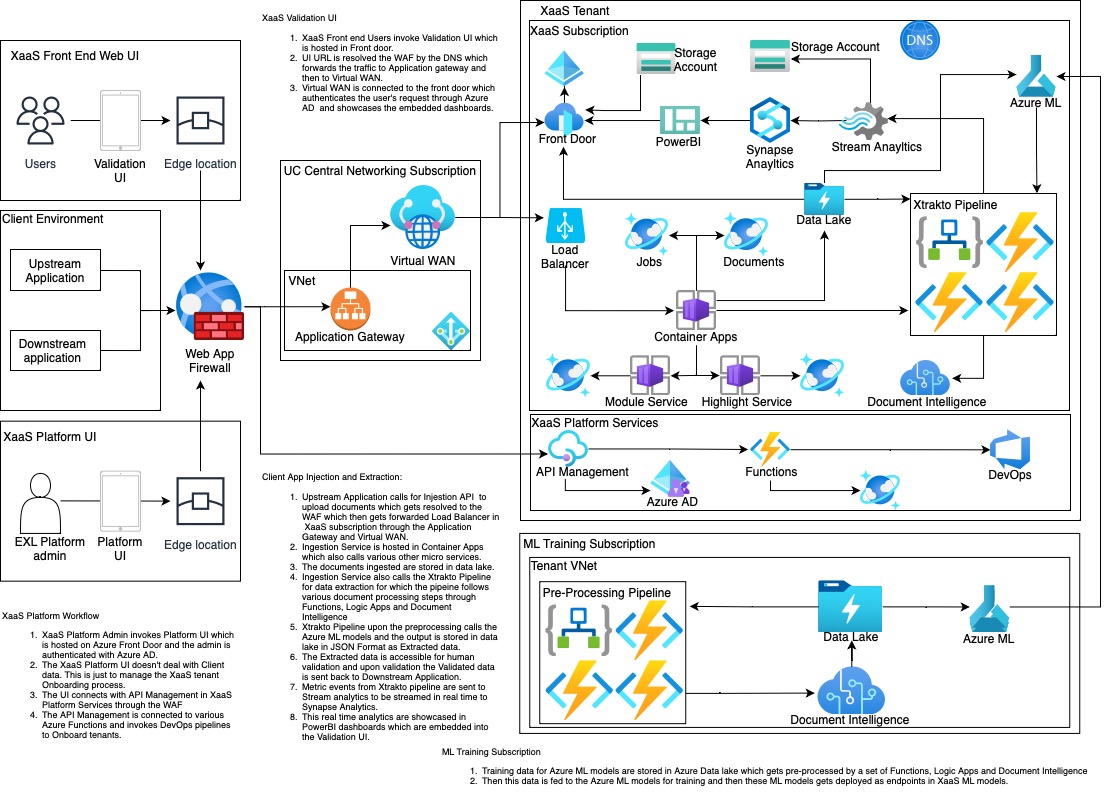 XaaS Validation UI
1. XaaS Front end Users invoke Validation UI which
is hosted in Front door.
2. UI URL is resolved the WAF by the DNS which
forwards the traffic to Application gateway and
then to Virtual WAN.
3. Virtual WAN is connected to the front door which
authenticates the user's request through Azure
AD and showcases the embedded dashboards.
XaaS Front End Web UI
Users
Validation
UI
Edge location
Client Environment
Upstream
Application
Downstream
application
Web App
Firewall
XaaS Platform UI
EXL Platform
admin
Platform
UI
Edge location
UC Central Networking Subscription
Virtual WAN
VNet
Application Gateway
XaaS Tenant
XaaS Subscription
Storage
Account
Storage Account
DNS
Azure ML
Front Door
PowerBI
Synapse
Anayltics
Stream Anayltics
Data Lake
Xtrakto Pipeline
Load
Balancer
Jobs
Documents
Container Apps
Module Service
Highlight Service
Document Intelligence
XaaS Platform Services
API Management
Azure AD
Functions
DevOps
ML Training Subscription
Tenant VNet
Pre-Processing Pipeline
Data Lake
Azure ML
Document Intelligence
Client App Injection and Extraction:
1. Upstream Application calls for Injestion API to
upload documents which gets resolved to the
WAF which then gets forwarded Load Balancer in
XaaS subscription through the Application
Gateway and Virtual WAN.
2. Ingestion Service is hosted in Container Apps
which also calls various other micro services.
3. The documents ingested are stored in data lake.
4. Ingestion Service also calls the Xtrakto Pipeline
for data extraction for which the pipeine follows
various document processing steps through
Functions, Logic Apps and Document
Intelligence
5. Xtrakto Pipeline upon the preprocessing calls the
Azure ML models and the output is stored in data
lake in JSON Format as Extracted data.
6. The Extracted data is accessible for human
validation and upon validation the Validated data
is sent back to Downstream Application.
7. Metric events from Xtrakto pipeline are sent to
Stream analytics to be streamed in real time to
Synapse Analytics.
8. This real time analytics are showcased in
PowerBI dashboards which are embedded into
the Validation UI.
XaaS Platform Workflow
1. XaaS Platform Admin invokes Platform UI which
is hosted on Azure Front Door and the admin is
authenticated with Azure AD.
2. The XaaS Platform UI doesn't deal with Client
data. This is just to manage the XaaS tenant
Onboarding process.
3. The UI connects with API Management in XaaS
Platform Services through the WAF
4. The API Management is connected to various
Azure Functions and invokes DevOps pipelines
to Onboard tenants.
ML Training Subscription
1. Training data for Azure ML models are stored in Azure Data lake which gets pre-processed by a set of Functions, Logic Apps and Document Intelligence
2. Then this data is fed to the Azure ML models for training and then these ML models gets deployed as endpoints in XaaS ML models.